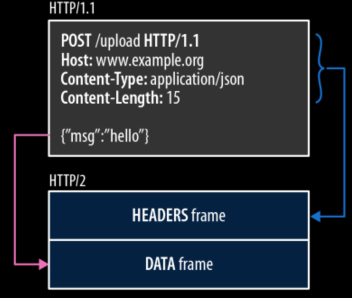 HTTP/1.1
POST /upload HTTP/1.1
Host: www.example.org
Content-Type: application/json
Content-Length: 15
{"msg":"hello"}
HTTP/2
HEADERS frame
DATA frame